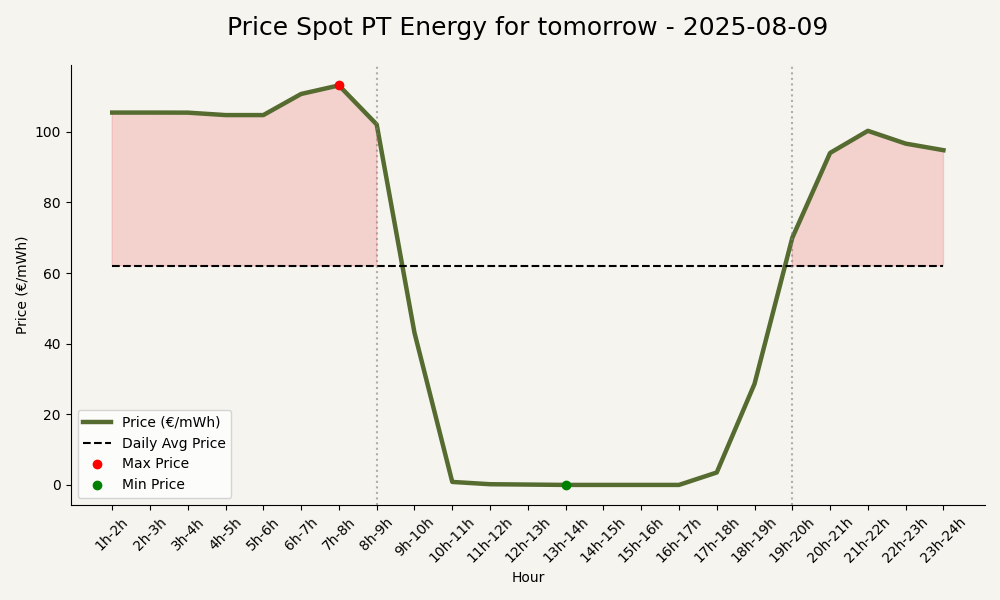 Price Spot PT Energy for tomorrow - 2025-08-09
Price (€/mWh)
100
80
60
40
20
0
Price (€/mWh)
Daily Avg Price
Max Price
Min Price
1h-2h
2h-3h
3h-4h
4h-5h
5h-6h
6h-7h
7h-8h
8h-9h
9h-10h
10h-11h
11h-12h
12h-13h
13h-14h
14h-15h
15h-16h
16h-17h
17h-18h
18h-19h
19h-20h
20h-21h
21h-22h
22h-23h
23h-24h
Hour